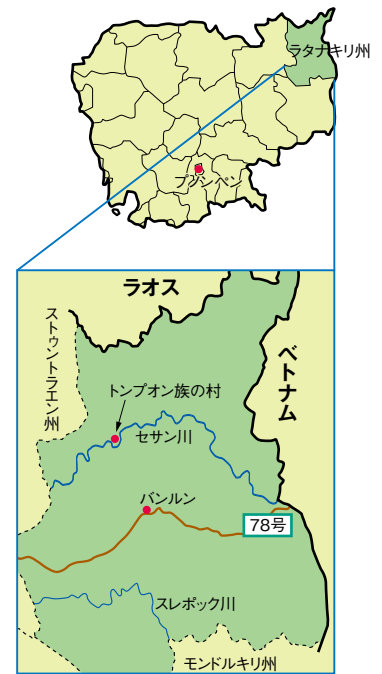 ラタナキリ州
プノンペン
ラオス
ストゥントラエン州
ベトナム
トンプオン族の村
セサン川
バンルン
78号
スレポック川
モンドルキリ州